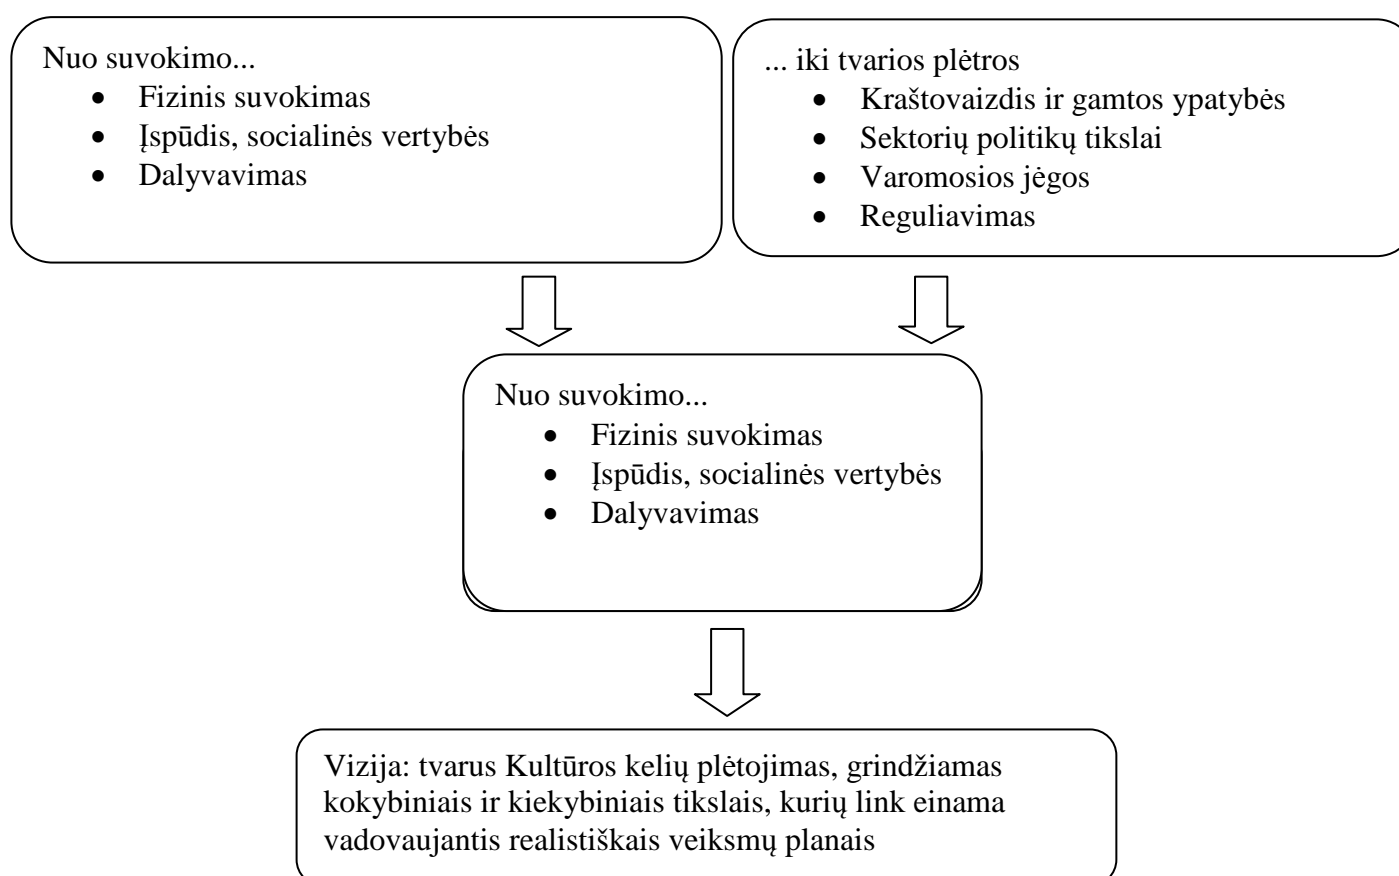 Nuo suvokimo...
• Fizinis suvokimas
• Įspūdis, socialinės vertybės
• Dalyvavimas
... iki tvarios plėtros
• Kraštovaizdis ir gamtos ypatybės
• Sektorių politikų tikslai
• Varomosios jėgos
• Reguliavimas
Nuo suvokimo...
• Fizinis suvokimas
• Įspūdis, socialinės vertybės
• Dalyvavimas
Vizija: tvarus Kultūros kelių plėtojimas, grindžiamas
kokybiniais ir kiekybiniais tikslais, kurių link einama
vadovaujantis realistiškais veiksmų planais